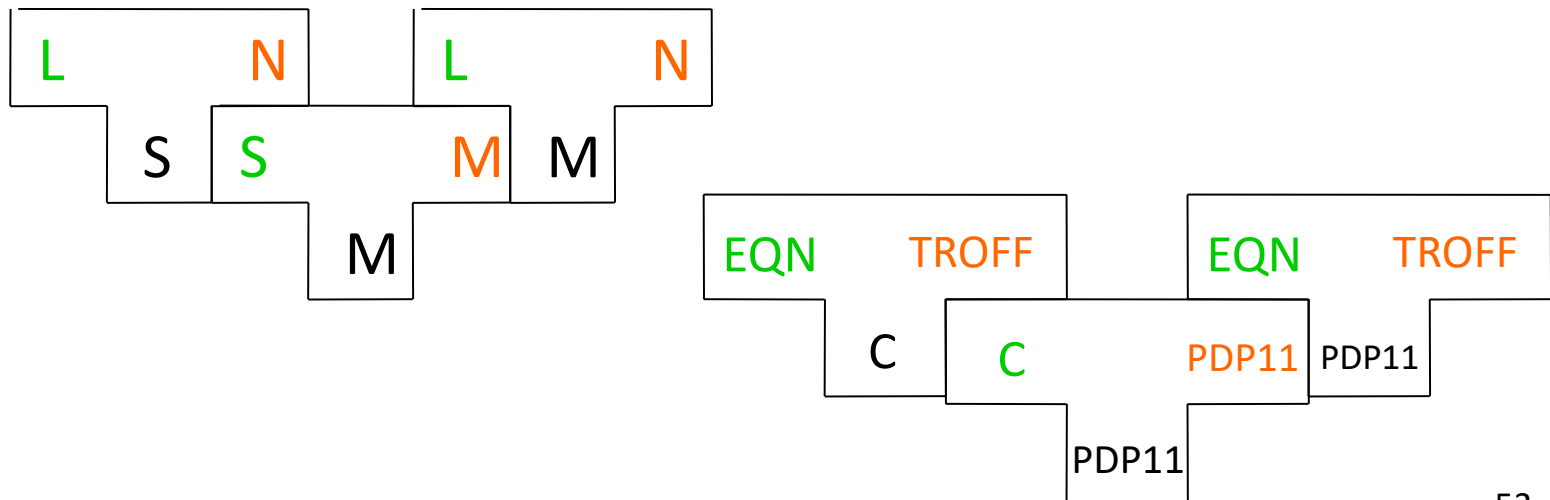 L N L N
S S M M
M
EQN TROFF EQN TROFF
C C PDP11 PDP11
PDP11